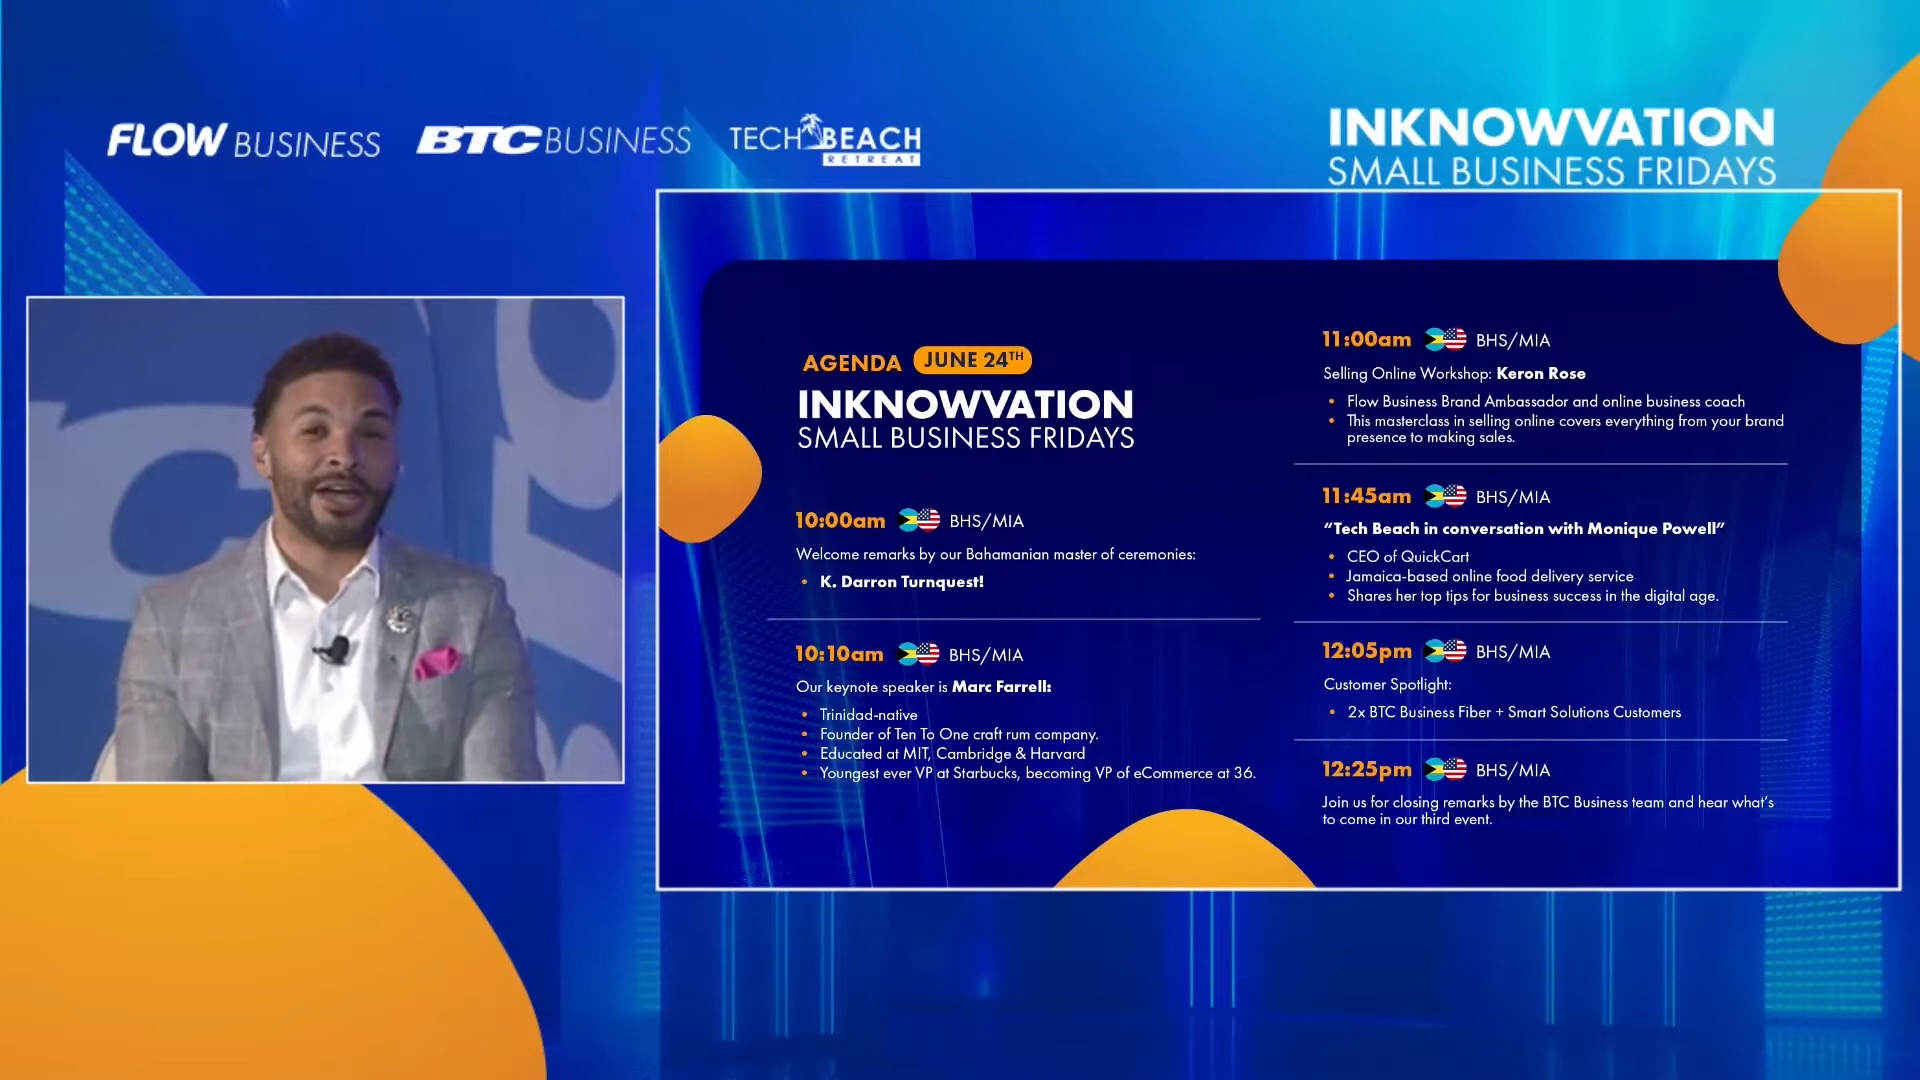 FLOW BUSINESS
BTC BUSINESS
TECH BEACH
RETREAT
INKNOWVATION
SMALL BUSINESS FRIDAYS
AGENDA JUNE 24TH
INKNOWVATION
SMALL BUSINESS FRIDAYS
10:00am BHS/MIA
Welcome remarks by our Bahamanian master of ceremonies:
• K. Darron Turnquest!
10:10am BHS/MIA
Our keynote speaker is Marc Farrell:
• Trinidad-native
• Founder of Ten To One craft rum company.
• Educated at MIT, Cambridge & Harvard
• Youngest ever VP at Starbucks, becoming VP of eCommerce at 36.
11:00am BHS/MIA
Selling Online Workshop: Keron Rose
• Flow Business Brand Ambassador and online business coach
• This masterclass in selling online covers everything from your brand
presence to making sales.
11:45am BHS/MIA
“Tech Beach in conversation with Monique Powell”
• CEO of QuickCart
• Jamaica-based online food delivery service
• Shares her top tips for business success in the digital age.
12:05pm BHS/MIA
Customer Spotlight:
• 2x BTC Business Fiber + Smart Solutions Customers
12:25pm BHS/MIA
Join us for closing remarks by the BTC Business team and hear what’s
to come in our third event.